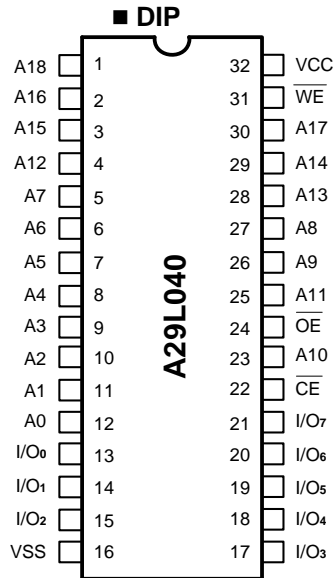 ■ DIP
A18 1 32 VCC
A16 2 31 WE
A15 3 30 A17
A12 4 29 A14
A7 5 28 A13
A6 6 27 A8
A5 7 26 A9
A4 8 25 A11
A3 9 24 OE
A2 10 23 A10
A1 11 22 CE
A0 12 21 I/O7
I/O0 13 20 I/O6
I/O1 14 19 I/O5
I/O2 15 18 I/O4
VSS 16 17 I/O3
A29L040